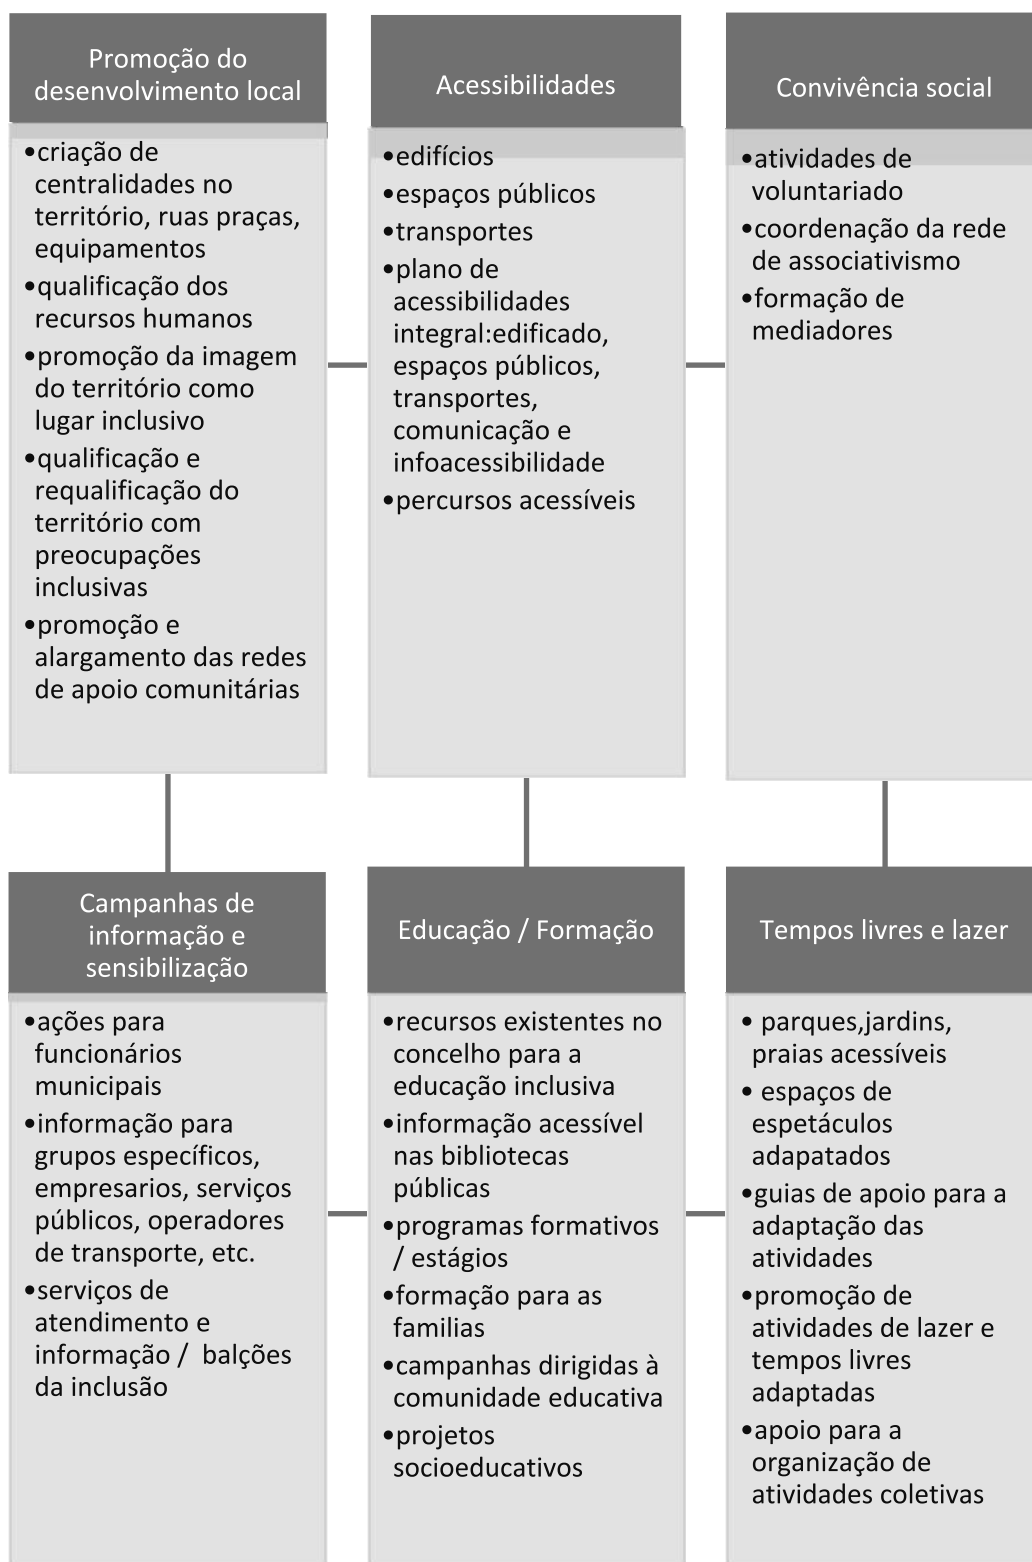 Promoção do
desenvolvimento local
•criação de
centralidades no
território, ruas praças,
equipamentos
•qualificação dos
recursos humanos
•promoção da imagem
do território como
lugar inclusivo
•qualificação e
requalificação do
território com
preocupações
inclusivas
•promoção e
alargamento das redes
de apoio comunitárias
Acessibilidades
•edifícios
•espaços públicos
•transportes
•plano de
acessibilidades
integral:edificado,
espaços públicos,
transportes,
comunicação e
infoacessibilidade
•percursos acessíveis
Convivência social
•atividades de
voluntariado
•coordenação da rede
de associativismo
•formação de
mediadores
Campanhas de
informação e
sensibilização
•ações para
funcionários
municipais
•informação para
grupos específicos,
empresarios, serviços
públicos, operadores
de transporte, etc.
•serviços de
atendimento e
informação / balções
da inclusão
Educação / Formação
•recursos existentes no
concelho para a
educação inclusiva
•informação acessível
nas bibliotecas
públicas
•programas formativos
/ estágios
•formação para as
familias
•campanhas dirigidas à
comunidade educativa
•projetos
socioeducativos
Tempos livres e lazer
• parques,jardins,
praias acessíveis
• espaços de
espetáculos
adapatados
•guias de apoio para a
adaptação das
atividades
•promoção de
atividades de lazer e
tempos livres
adaptadas
•apoio para a
organização de
atividades coletivas